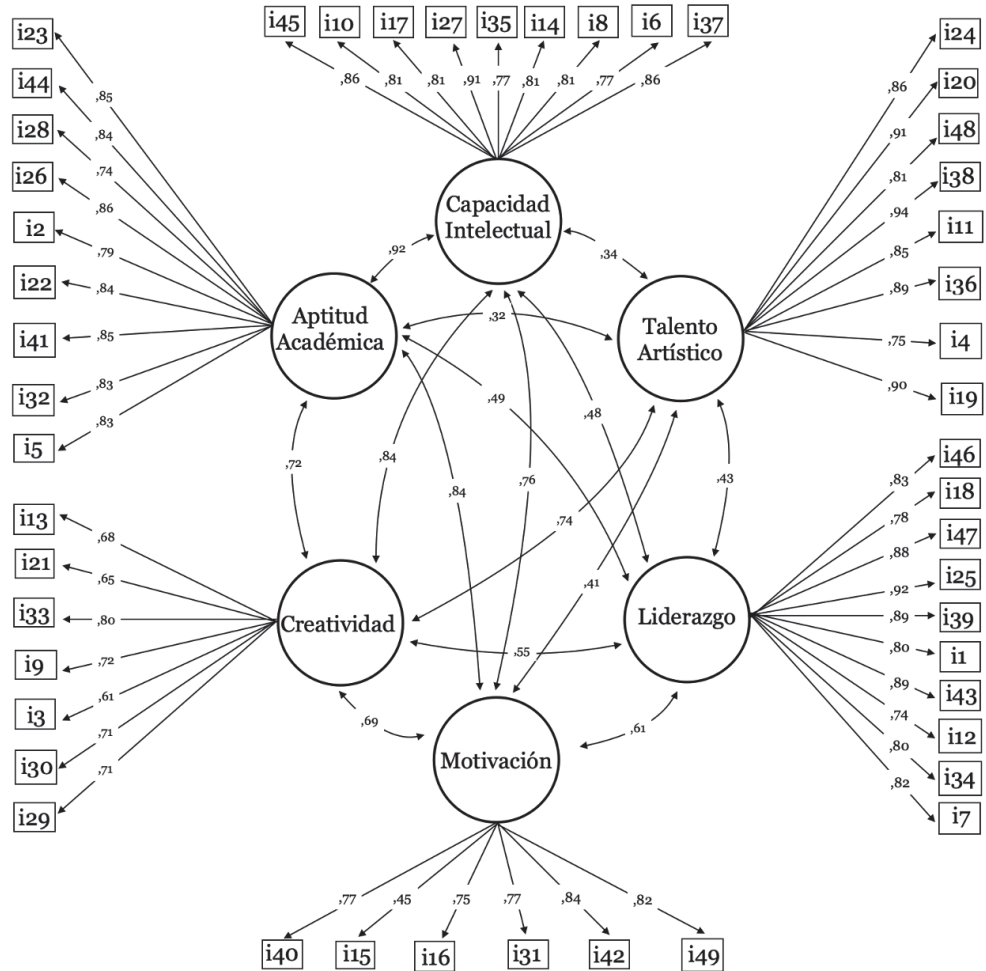 i45 i10 i17 i27 i35 i14 i8 i6 i37
,86 ,81 ,81 ,91 ,77 ,81 ,81 ,77 ,86
i23
i44
i28
i26
i2
i22
i41
i32
i5
,85
,84
,74
,86
,79
,84
,85
,83
,83
i24
i20
i48
i38
i11
i36
i4
i19
,86
,91
,81
,94
,85
,89
,75
,90
Capacidad
Intelectual
,92
,34
Aptitud
Académica
,32
Talento
Artístico
,49
,48
,72
,84
,84
,76
,74
,41
,43
i13
i21
i33
i9
i3
i30
i29
,68
,65
,80
,72
,61
,71
,71
Creatividad
Liderazgo
i46
i18
i47
i25
i39
i1
i43
i12
i34
i7
,83
,78
,88
,92
,89
,80
,89
,74
,80
,82
,55
,69
,61
Motivación
,77 ,45 ,75 ,77 ,84 ,82
i40 i15 i16 i31 i42 i49